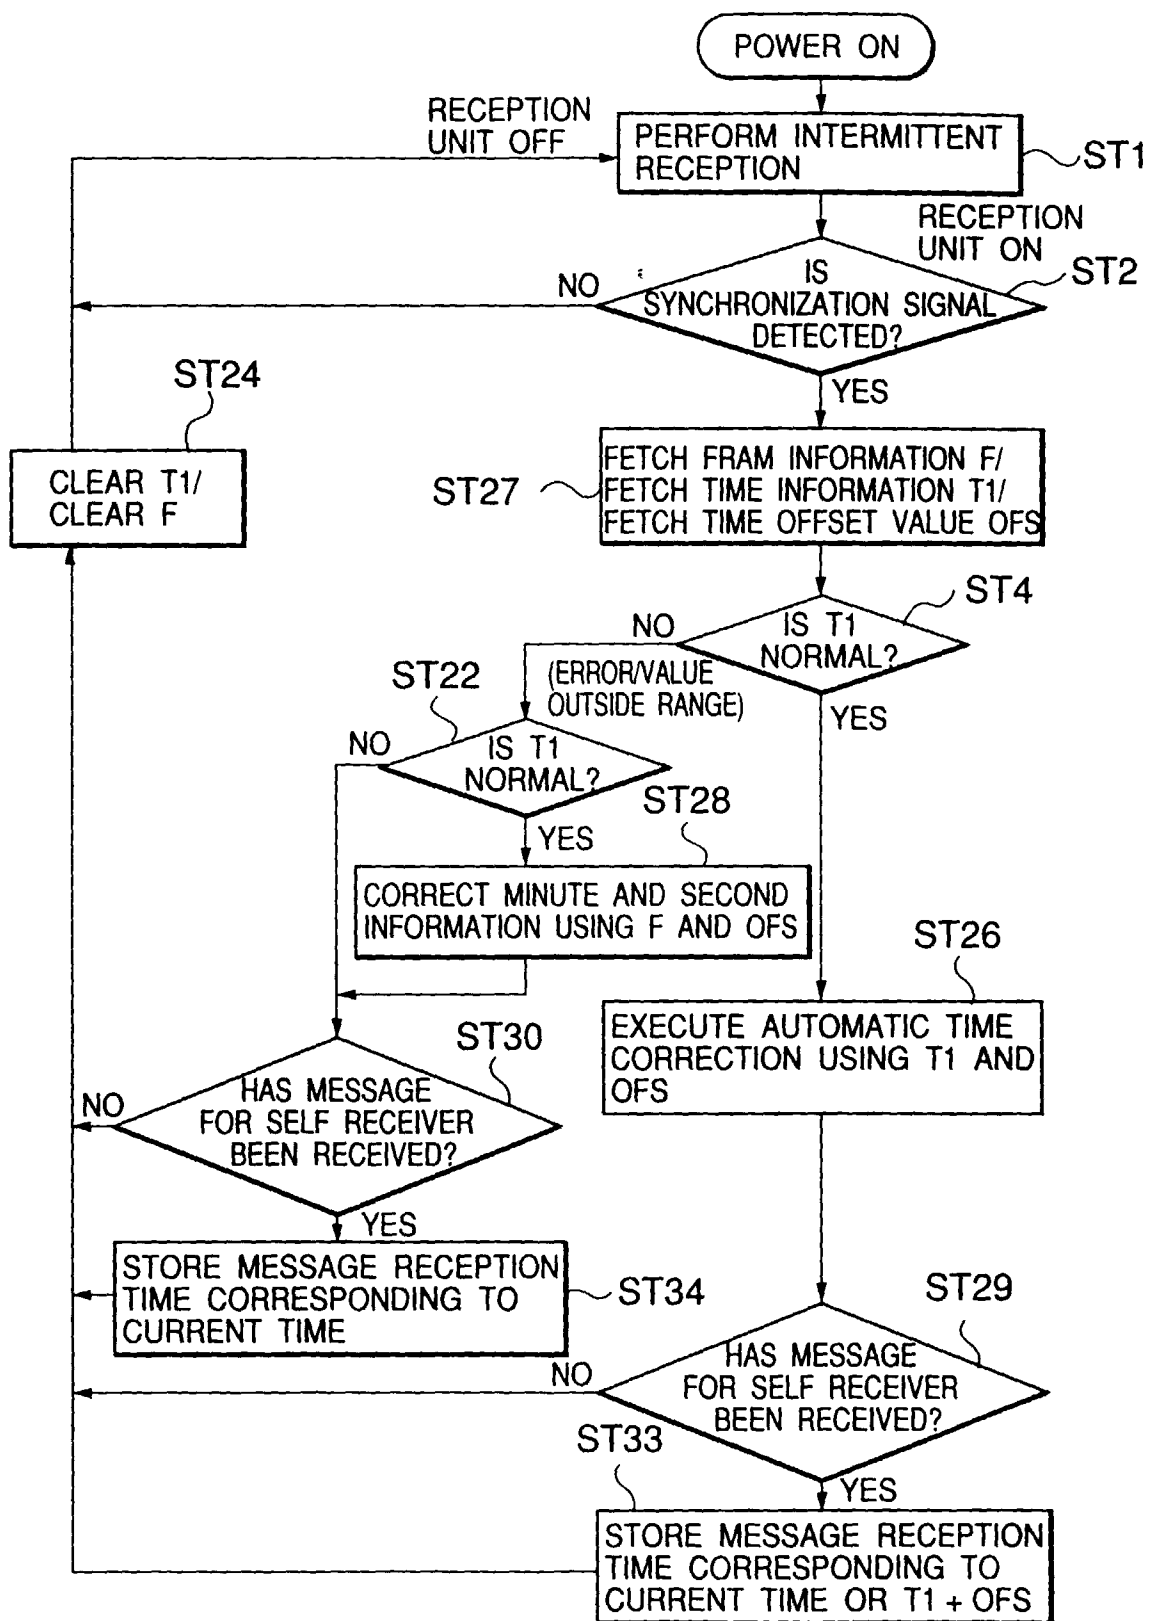 POWER ON
RECEPTION
UNIT OFF
PERFORM INTERMITTENT
RECEPTION
ST1
RECEPTION
UNIT ON
ST2
NO
IS
SYNCHRONIZATION SIGNAL
DETECTED?
YES
ST24
CLEAR T1/
CLEAR F
ST27
FETCH FRAM INFORMATION F/
FETCH TIME INFORMATION T1/
FETCH TIME OFFSET VALUE OFS
ST4
NO
IS T1
NORMAL?
(ERROR/VALUE
OUTSIDE RANGE)
YES
ST22
NO
IS T1
NORMAL?
YES
ST28
CORRECT MINUTE AND SECOND
INFORMATION USING F AND OFS
ST26
EXECUTE AUTOMATIC TIME
CORRECTION USING T1 AND
OFS
ST30
NO
HAS MESSAGE
FOR SELF RECEIVER
BEEN RECEIVED?
YES
STORE MESSAGE RECEPTION
TIME CORRESPONDING TO
CURRENT TIME
ST34
ST29
NO
HAS MESSAGE
FOR SELF RECEIVER
BEEN RECEIVED?
YES
ST33
STORE MESSAGE RECEPTION
TIME CORRESPONDING TO
CURRENT TIME OR T1 + OFS